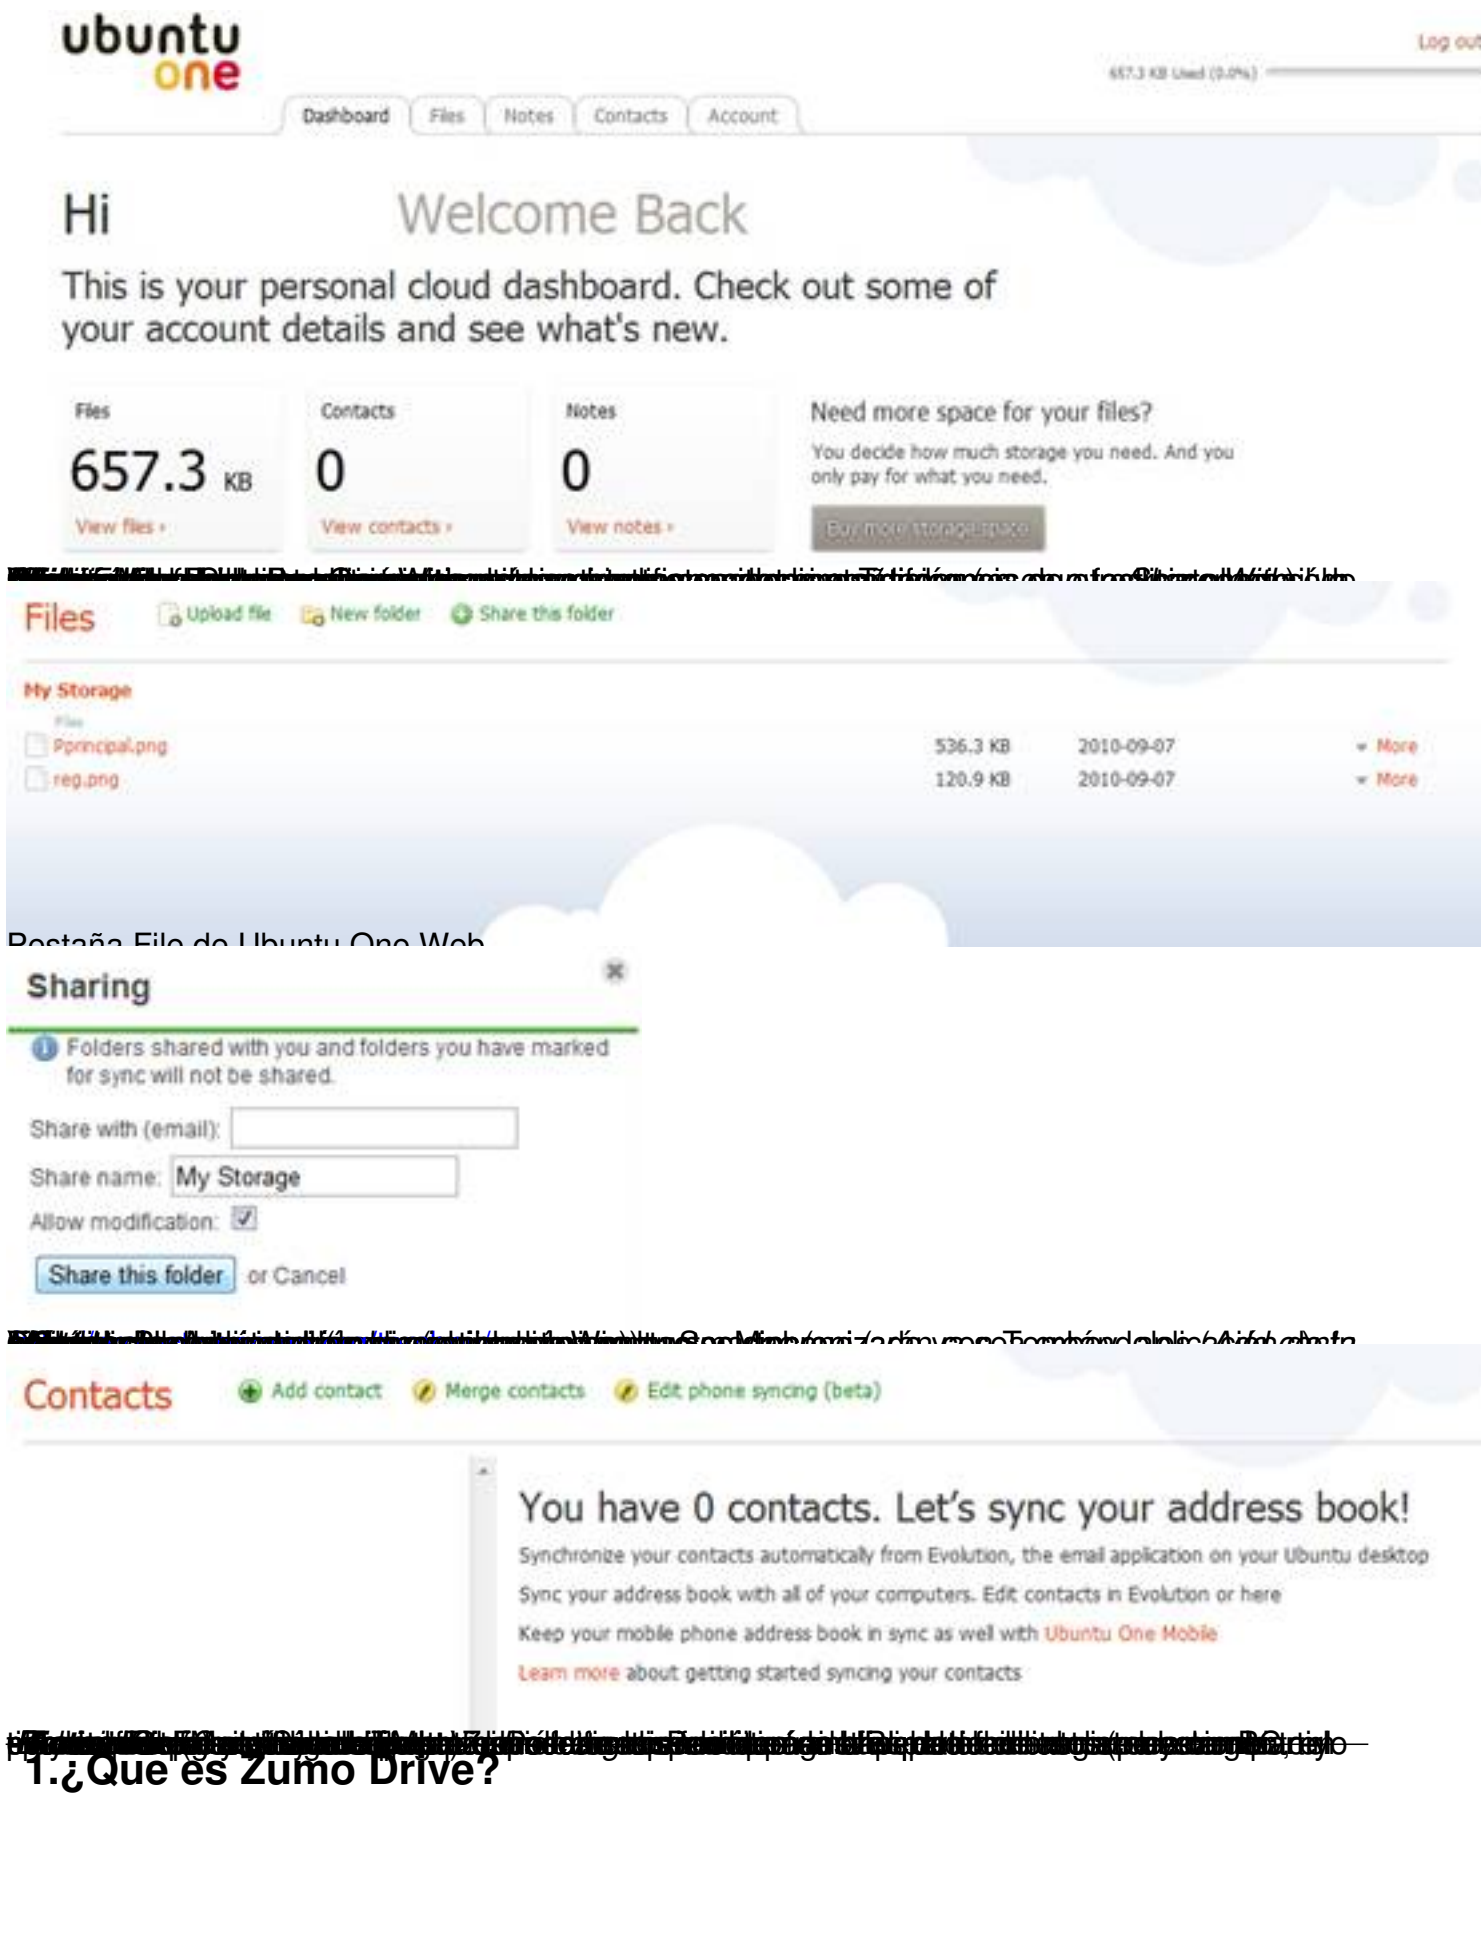 ubuntu
one
Log out
657.3 KB Used (0.0%)
Dashboard Files Notes Contacts Account
Hi Welcome Back
This is your personal cloud dashboard. Check out some of
your account details and see what's new.
Files
657.3 KB
View files ›
Contacts
0
View contacts ›
Notes
0
View notes ›
Need more space for your files?
You decide how much storage you need. And you
only pay for what you need.
Buy more storage space
Files Upload file New folder Share this folder
My Storage
Files
Pprincipal.png 536.3 KB 2010-09-07 More
reg.png 120.9 KB 2010-09-07 More
Pestaña File de Ubuntu One Web
Sharing
Folders shared with you and folders you have marked
for sync will not be shared.
Share with (email):
Share name: My Storage
Allow modification:
Share this folder or Cancel
Contacts Add contact Merge contacts Edit phone syncing (beta)
You have 0 contacts. Let's sync your address book!
Synchronize your contacts automatically from Evolution, the email application on your Ubuntu desktop
Sync your address book with all of your computers. Edit contacts in Evolution or here
Keep your mobile phone address book in sync as well with Ubuntu One Mobile
Learn more about getting started syncing your contacts
1.¿Que es Zumo Drive?